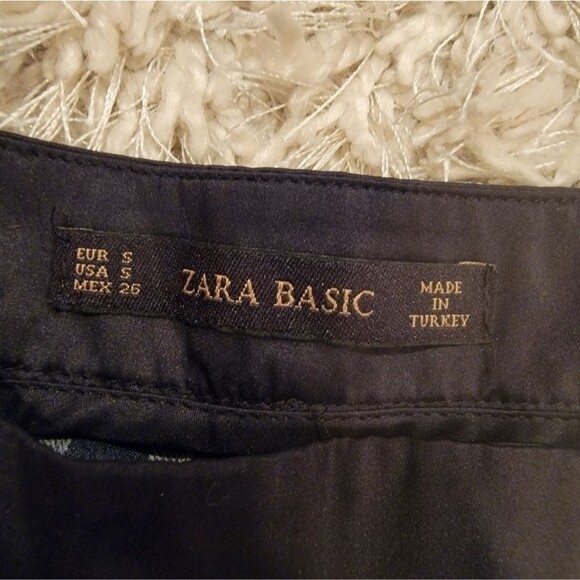 EUR S
USA S
MEX 26
ZARA BASIC
MADE
IN
TURKEY